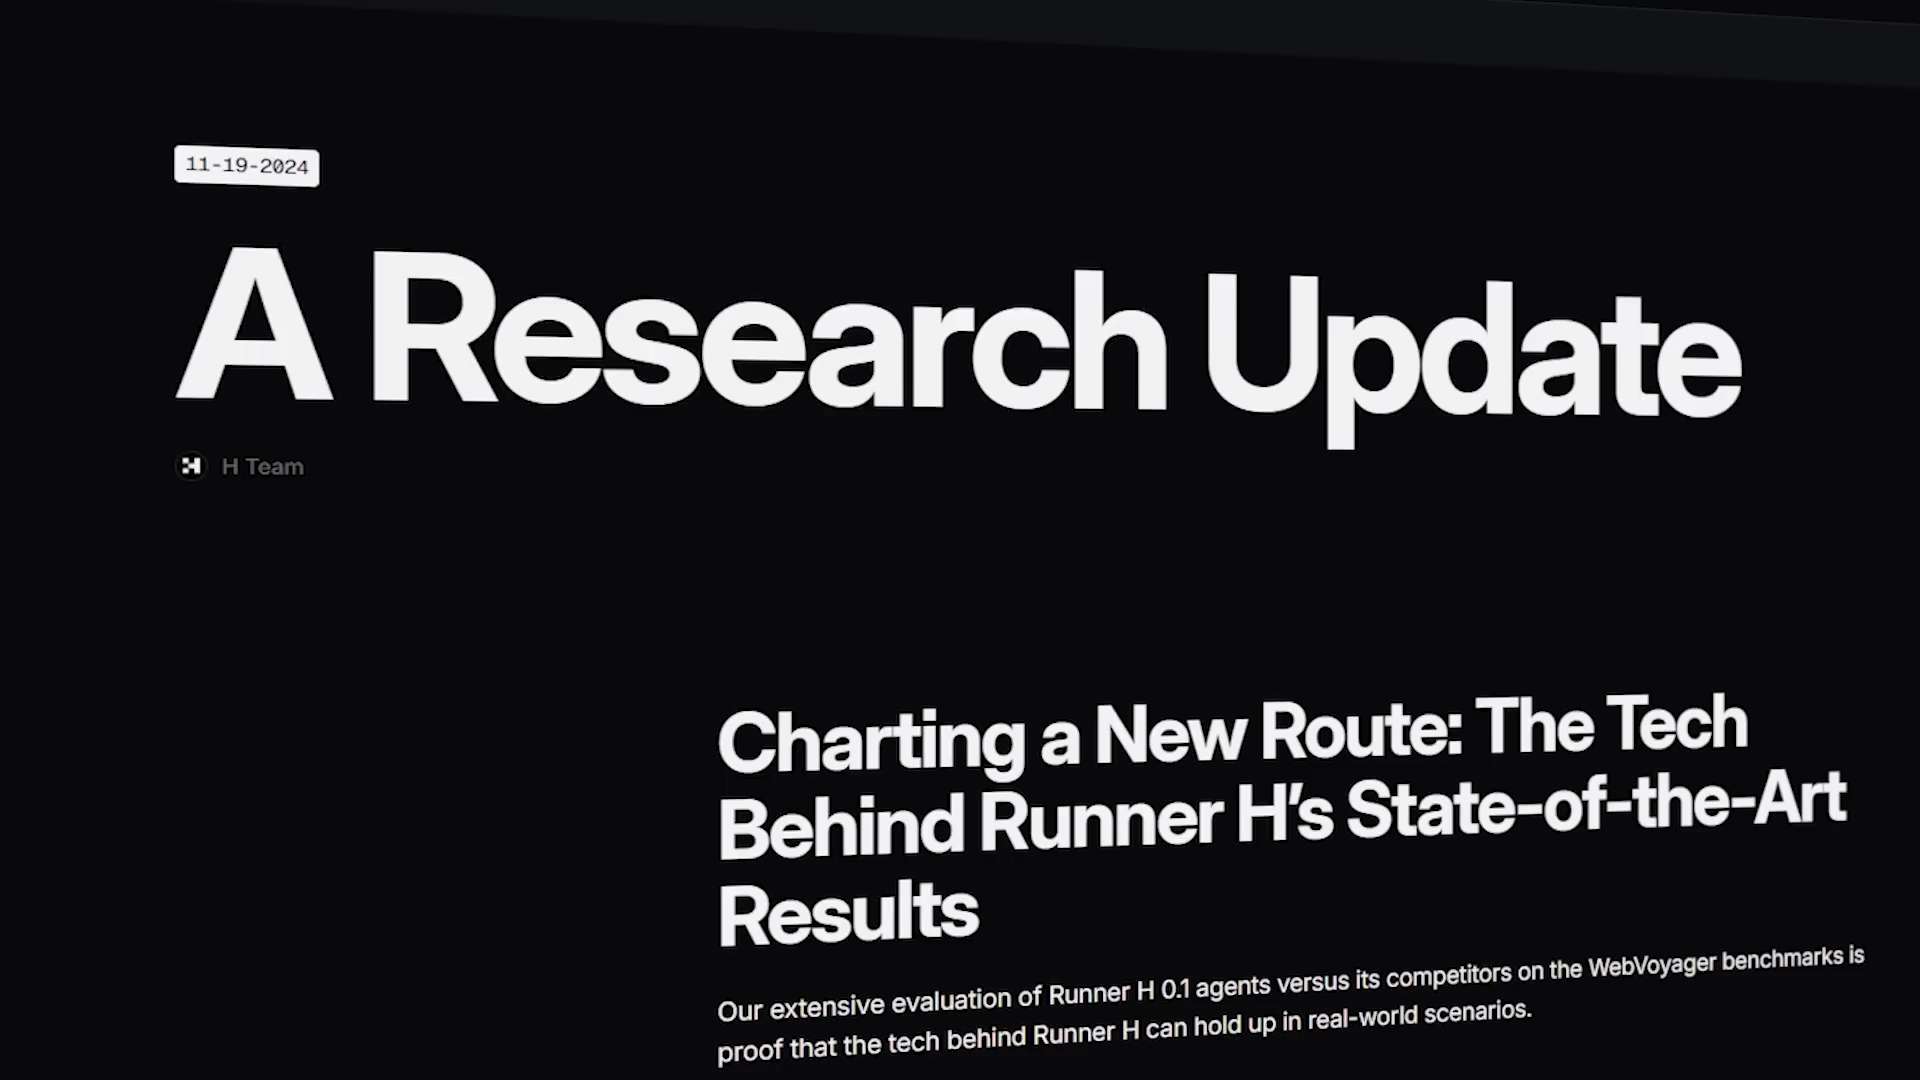 11-19-2024
A Research Update
H Team
Charting a New Route: The Tech
Behind Runner H’s State-of-the-Art
Results
Our extensive evaluation of Runner H 0.1 agents versus its competitors on the WebVoyager benchmarks is
proof that the tech behind Runner H can hold up in real-world scenarios.